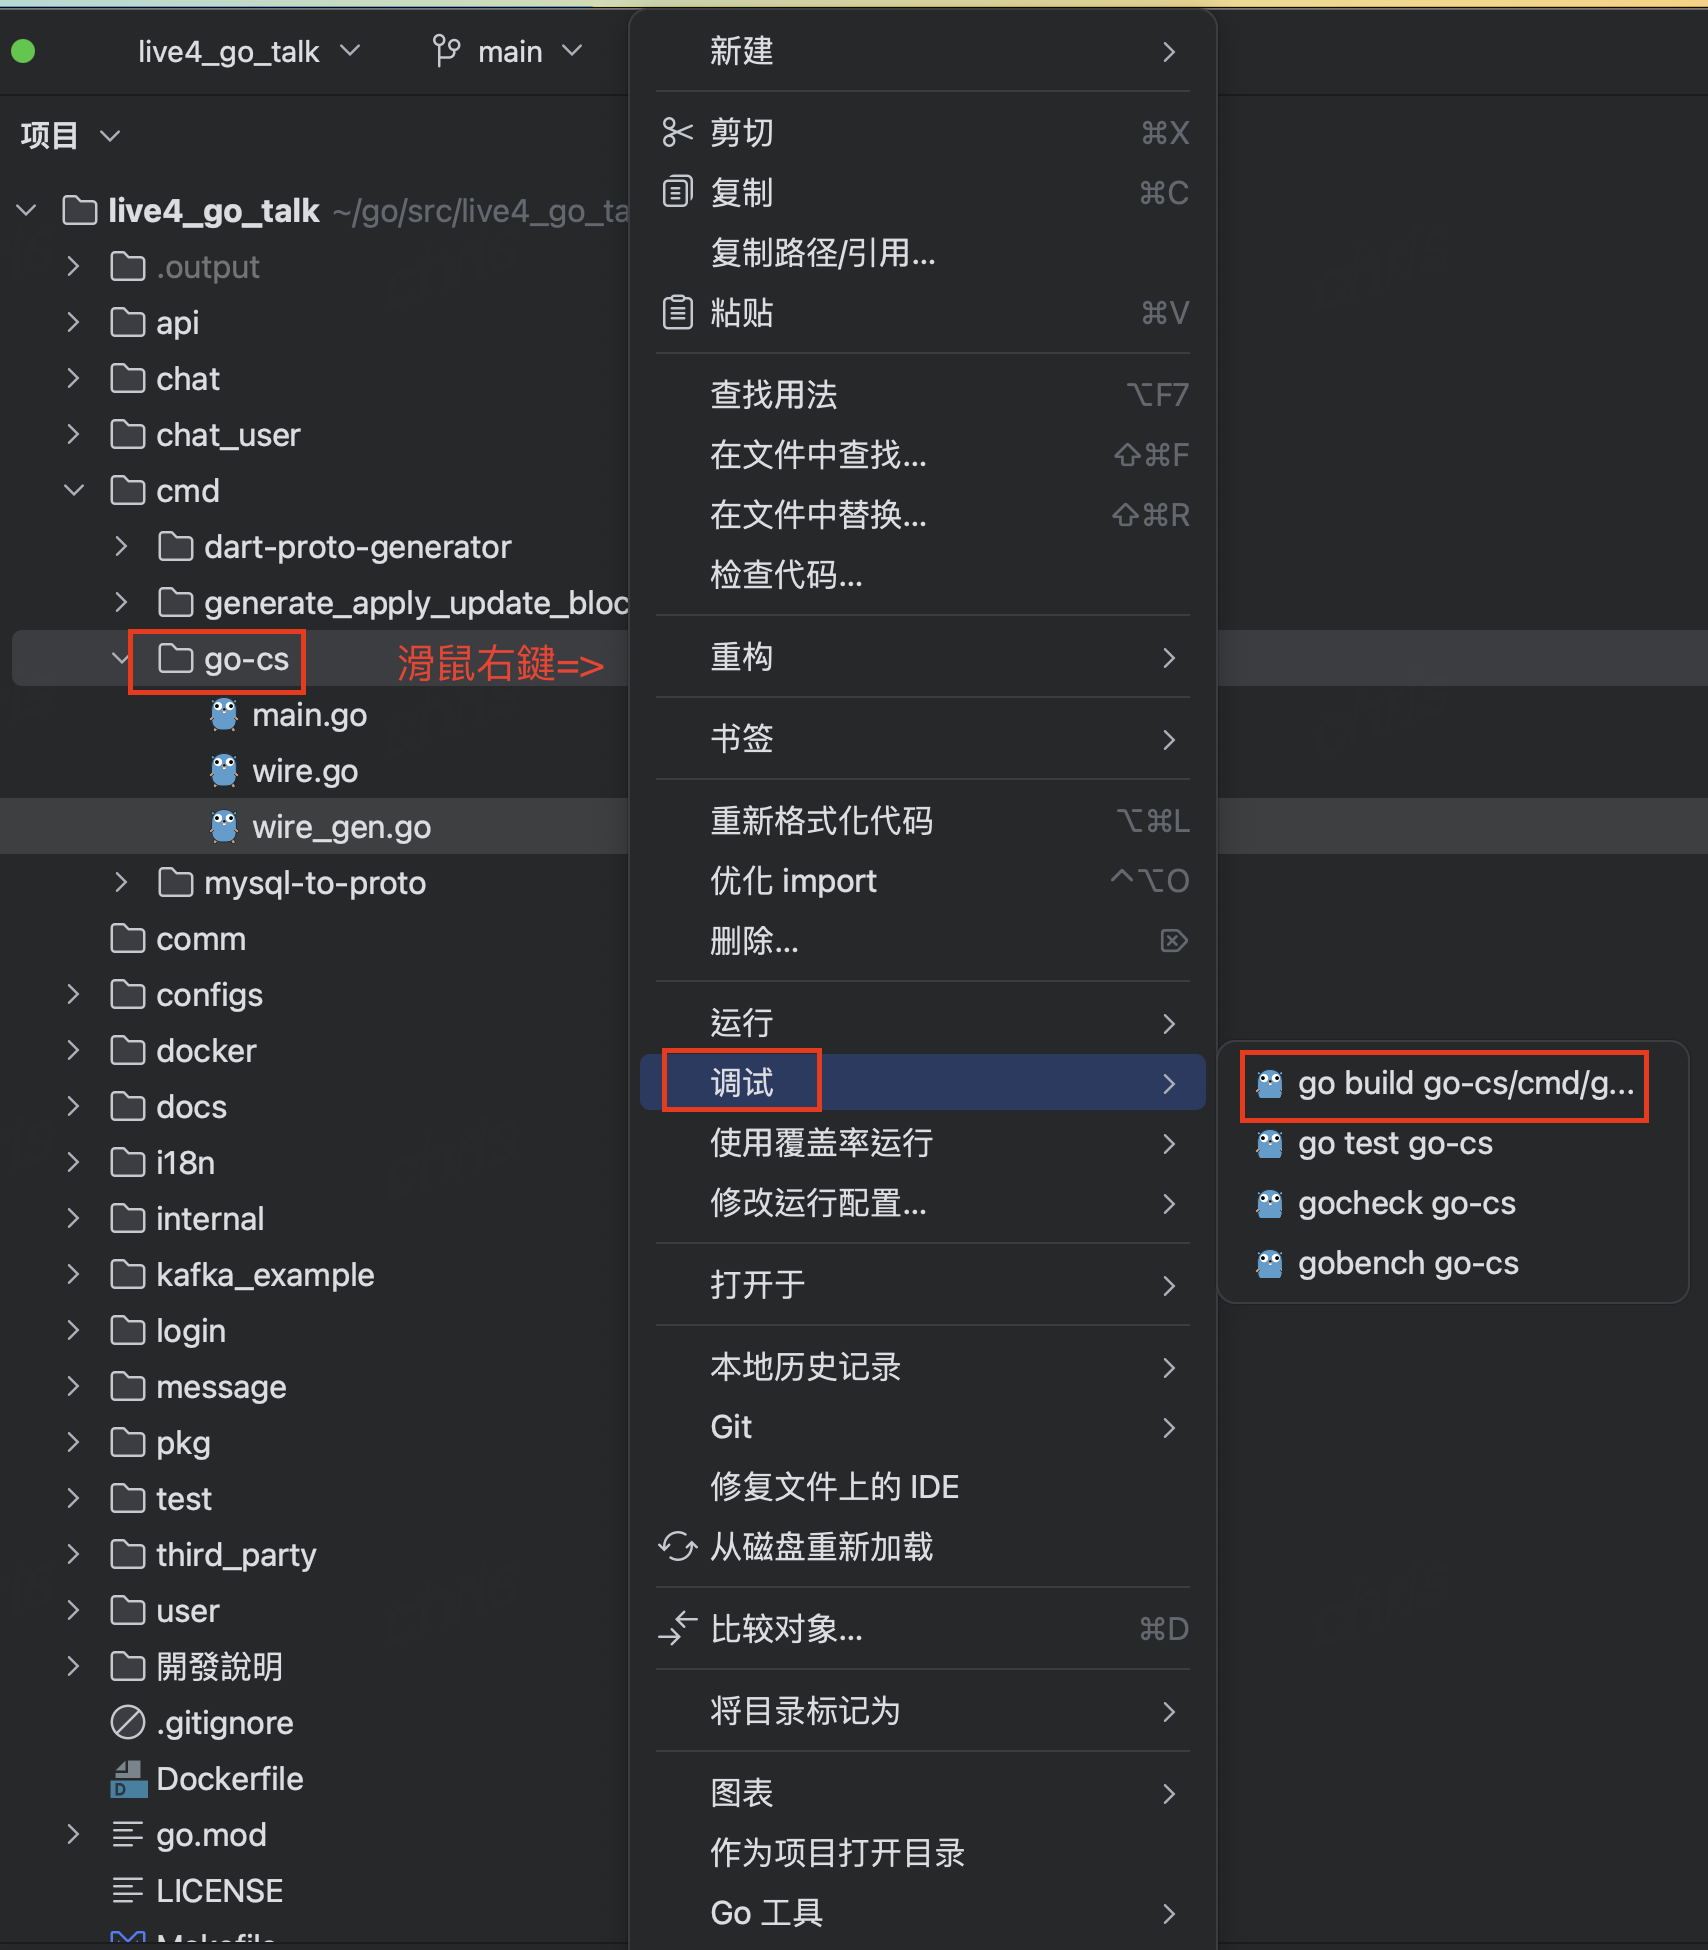 live4_go_talk
main
项目
live4_go_talk ~/go/src/live4_go_ta
.output
api
chat
chat_user
cmd
dart-proto-generator
generate_apply_update_bloc
go-cs
滑鼠右鍵=>
main.go
wire.go
wire_gen.go
mysql-to-proto
comm
configs
docker
docs
i18n
internal
kafka_example
login
message
pkg
test
third_party
user
開發說明
.gitignore
Dockerfile
go.mod
LICENSE
Makefile
新建
剪切 ⌘X
复制 ⌘C
复制路径/引用...
粘贴 ⌘V
查找用法 ⌥F7
在文件中查找... ⇧⌘F
在文件中替换... ⇧⌘R
检查代码...
重构
书签
重新格式化代码 ⌥⌘L
优化 import ^⌥O
删除... ⌦
运行
调试
使用覆盖率运行
修改运行配置...
打开于
本地历史记录
Git
修复文件上的 IDE
从磁盘重新加载
比较对象... ⌘D
将目录标记为
图表
作为项目打开目录
Go 工具
go build go-cs/cmd/g...
go test go-cs
gocheck go-cs
gobench go-cs